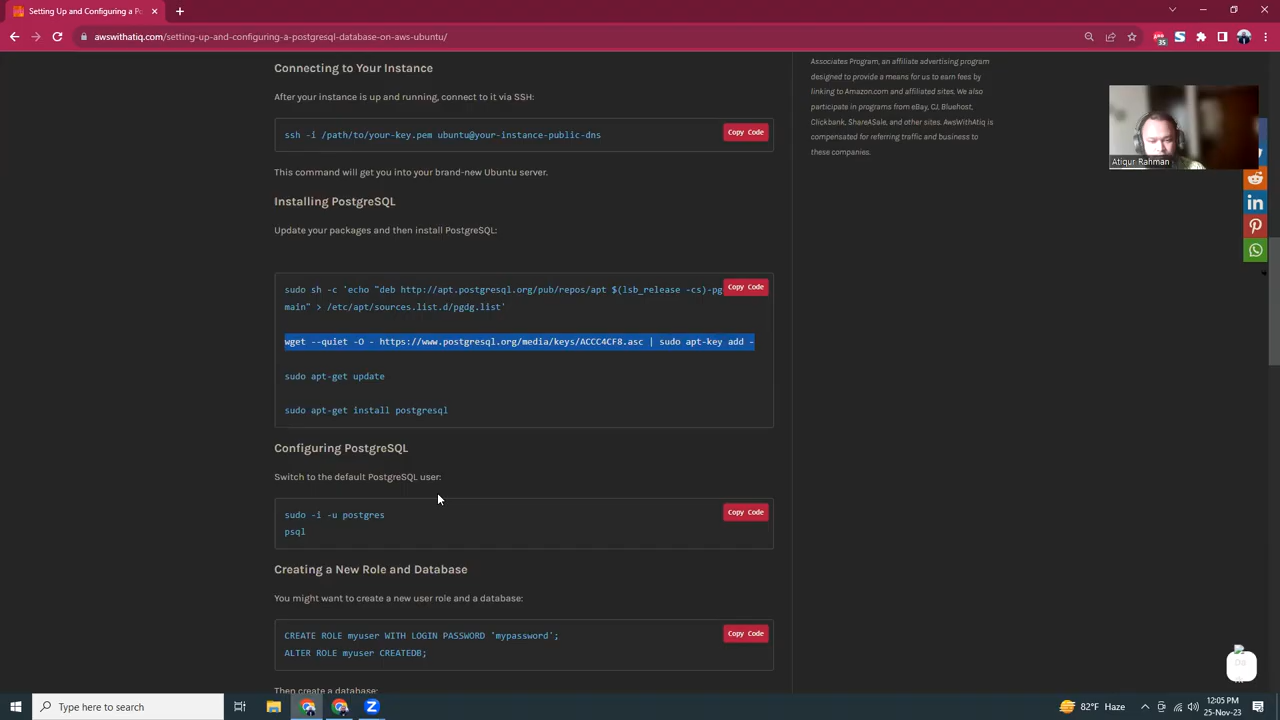 Setting Up and Configuring a Po
awswithatiq.com/setting-up-and-configuring-a-postgresql-database-on-aws-ubuntu/
35
Connecting to Your Instance
After your instance is up and running, connect to it via SSH:
ssh -i /path/to/your-key.pem ubuntu@your-instance-public-dns
Copy Code
This command will get you into your brand-new Ubuntu server.
Installing PostgreSQL
Update your packages and then install PostgreSQL:
sudo sh -c 'echo "deb http://apt.postgresql.org/pub/repos/apt $(lsb_release -cs)-pg
Copy Code
main" > /etc/apt/sources.list.d/pgdg.list'
wget --quiet -O - https://www.postgresql.org/media/keys/ACCC4CF8.asc | sudo apt-key add -
sudo apt-get update
sudo apt-get install postgresql
Configuring PostgreSQL
Switch to the default PostgreSQL user:
sudo -i -u postgres
Copy Code
psql
Creating a New Role and Database
You might want to create a new user role and a database:
CREATE ROLE myuser WITH LOGIN PASSWORD 'mypassword';
Copy Code
ALTER ROLE myuser CREATEDB;
Then create a database:
Associates Program, an affiliate advertising program
designed to provide a means for us to earn fees by
linking to Amazon.com and affiliated sites. We also
participate in programs from eBay, CJ, Bluehost,
Clickbank, ShareASale, and other sites. AwsWithAtiq is
compensated for referring traffic and business to
these companies.
Atiqur Rahman
Type here to search
82°F Haze
12:05 PM
25-Nov-23